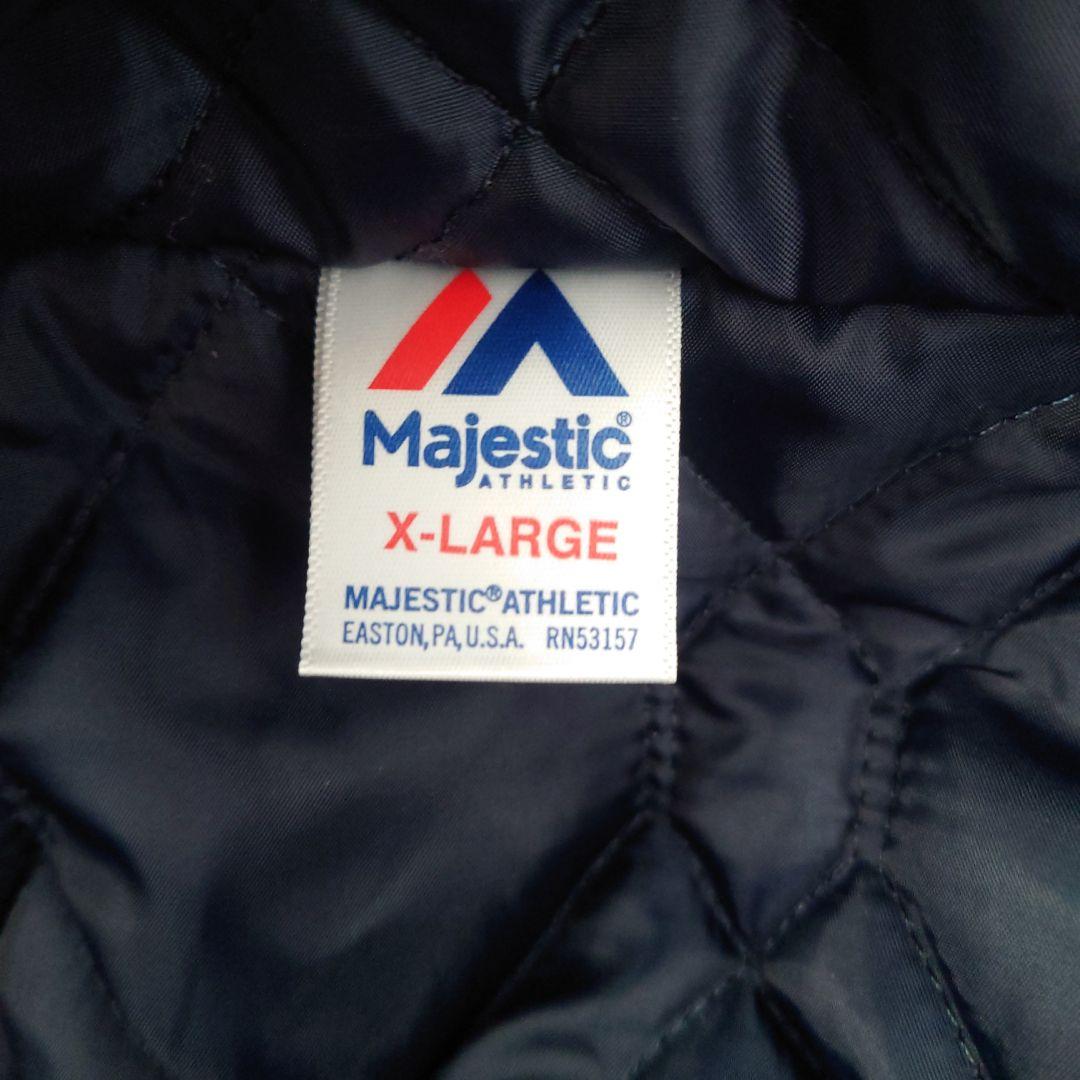 Majestic®
ATHLETIC
X-LARGE
MAJESTIC® ATHLETIC
EASTON, PA, U.S.A. RN53157